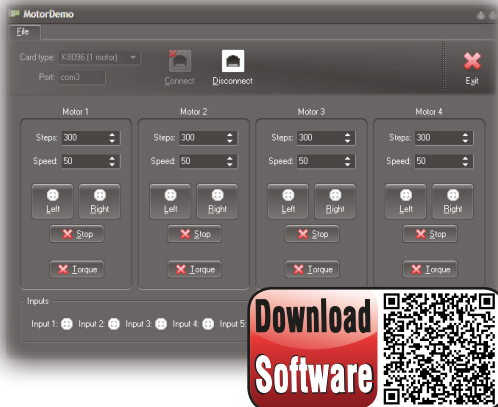 MotorDemo
File
Card type: K8096 (1 motor)
Port: com3
Connect
Disconnect
Exit
Motor 1
Motor 2
Motor 3
Motor 4
Steps: 300
Steps: 300
Steps: 300
Steps: 300
Speed: 50
Speed: 50
Speed: 50
Speed: 50
Left Right
Left Right
Left Right
Left Right
Stop
Stop
Stop
Stop
Torque
Torque
Torque
Torque
Inputs
Input 1: Input 2: Input 3: Input 4: Input 5:
Download
Software